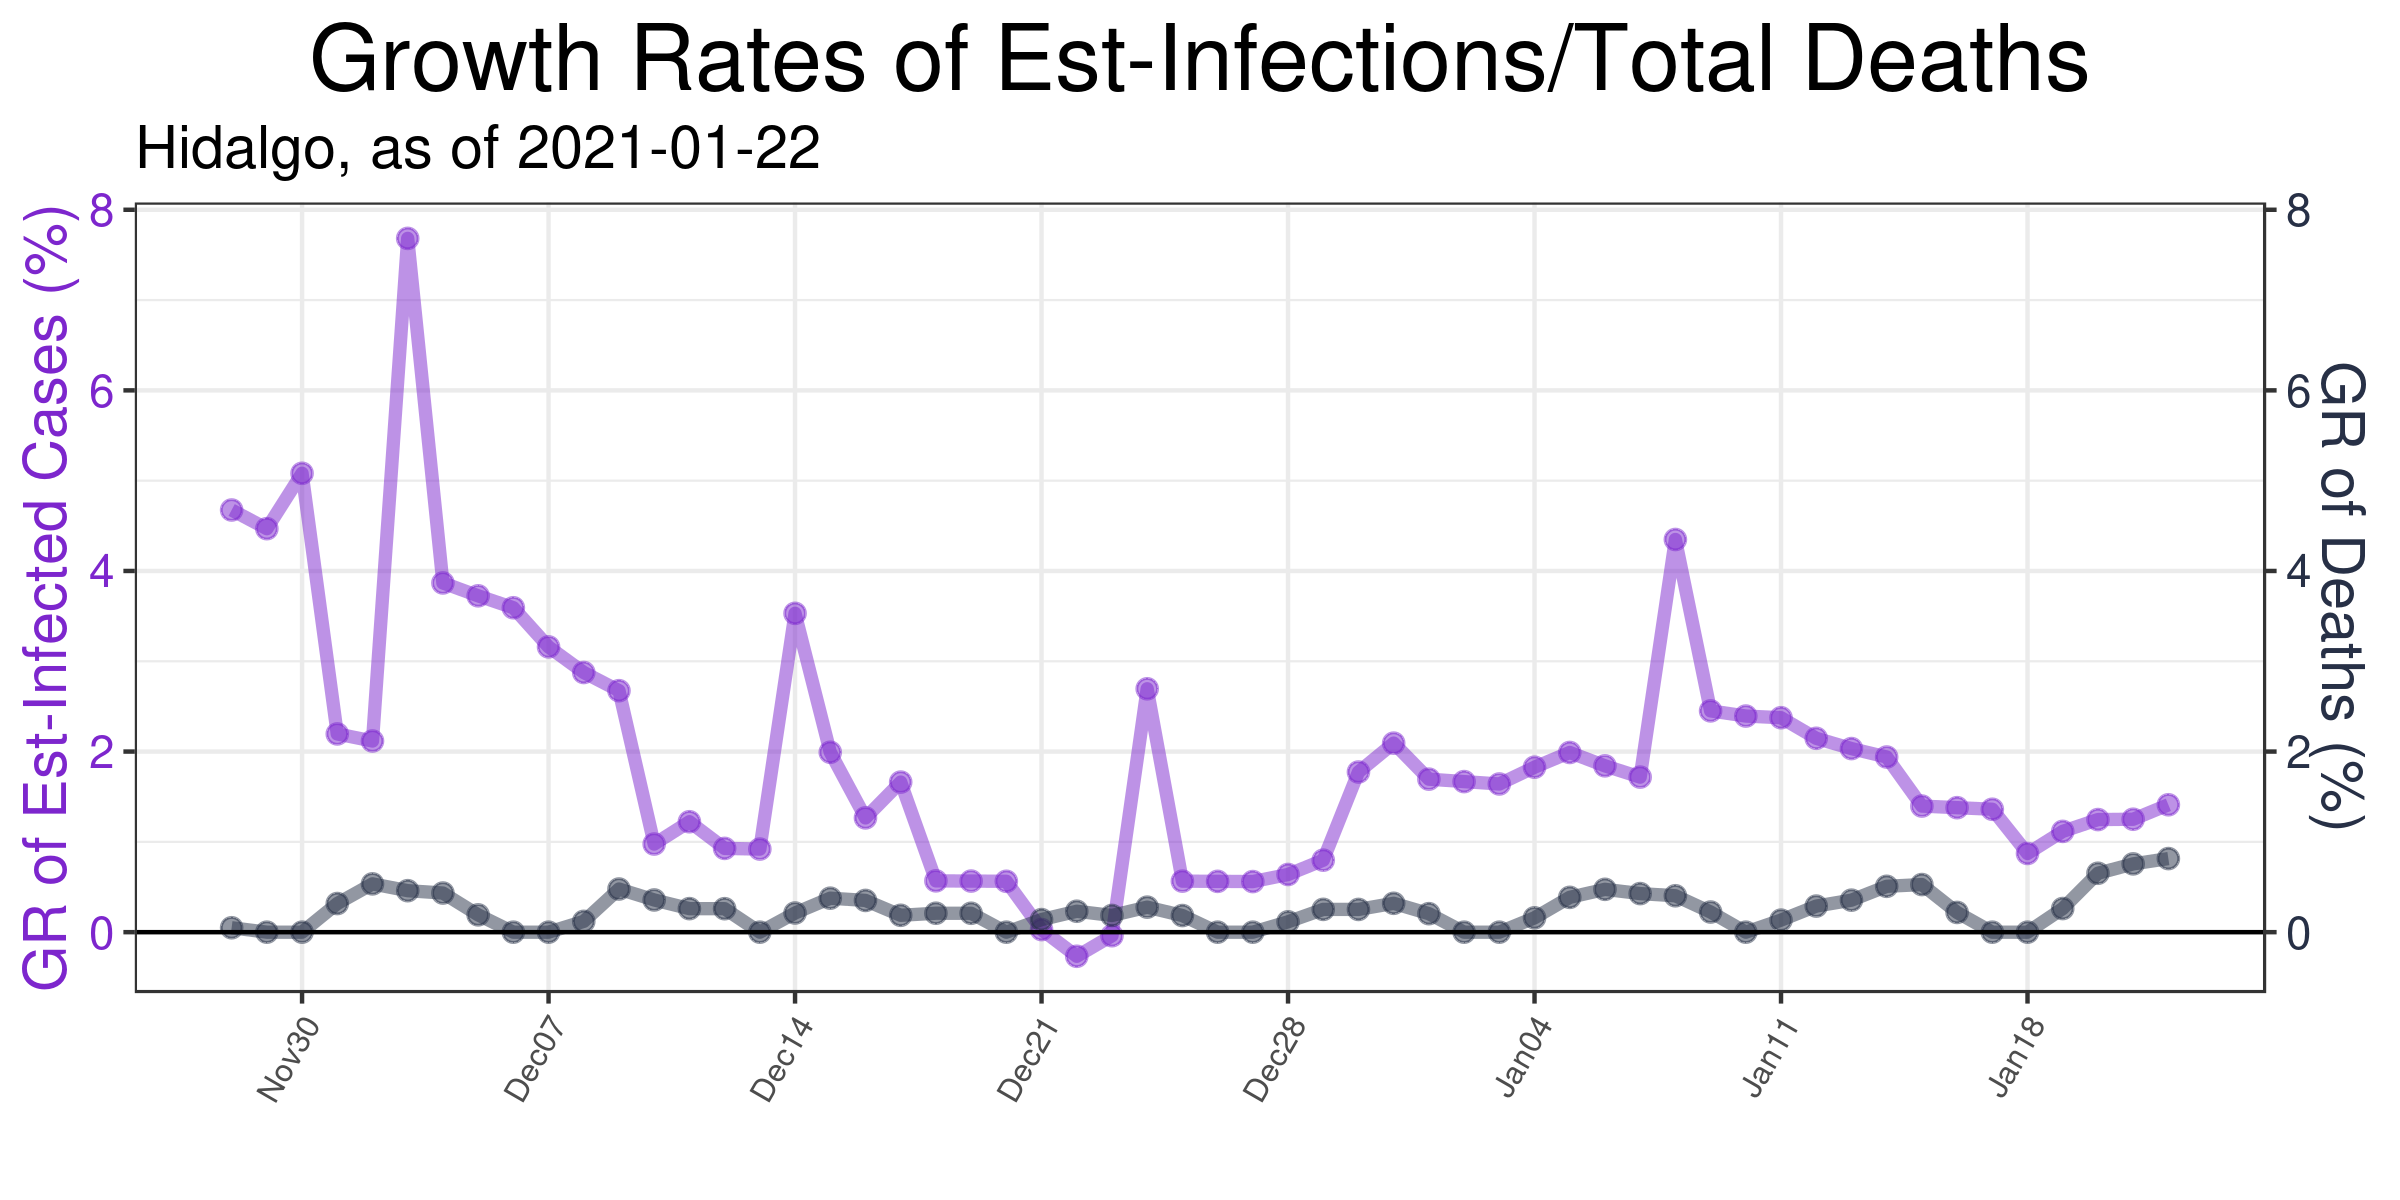 Growth Rates of Est-Infections/Total Deaths
Hidalgo, as of 2021-01-22
GR of Est-Infected Cases (%)
8
6
4
2
0
8
6
4
2
0
GR of Deaths (%)
Nov30
Dec07
Dec14
Dec21
Dec28
Jan04
Jan11
Jan18